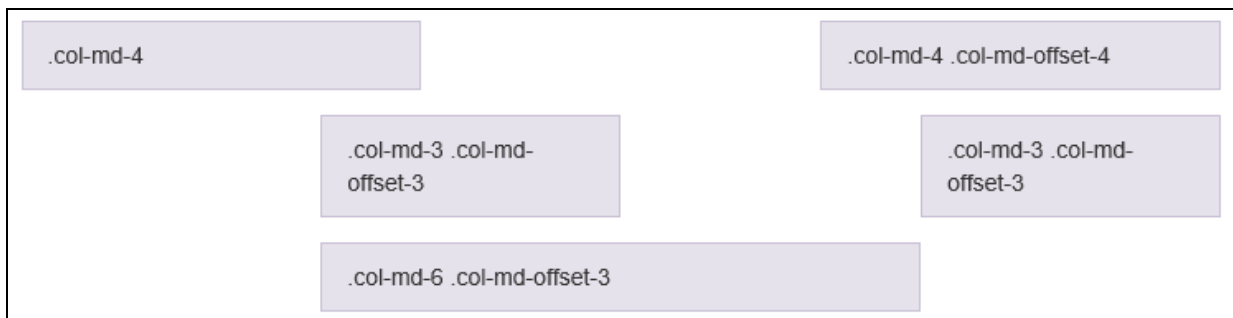 .col-md-4
.col-md-4 .col-md-offset-4
.col-md-3 .col-md-
offset-3
.col-md-3 .col-md-
offset-3
.col-md-6 .col-md-offset-3